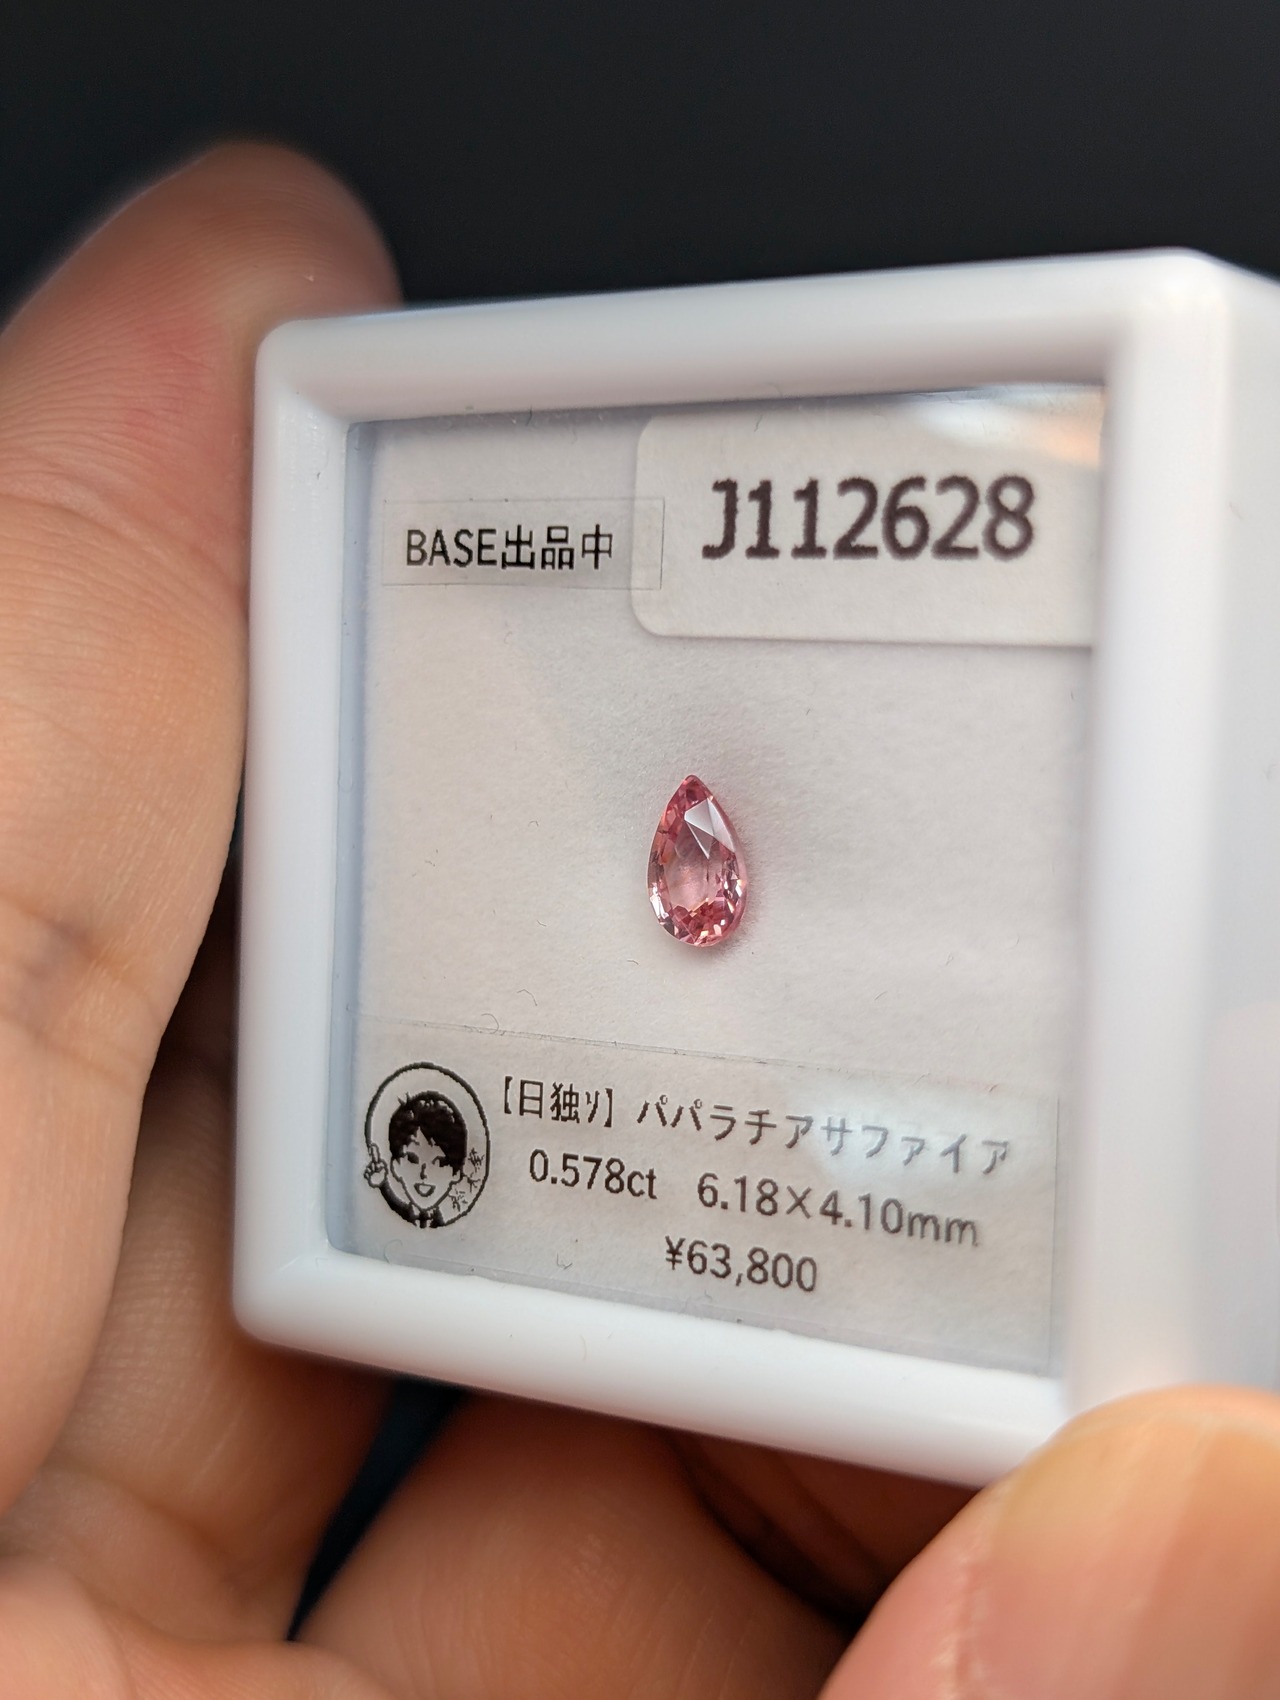 J112628
BASE出品中
【日独り】パパラチアサファイア
0.578ct 6.18×4.10mm
¥63,800